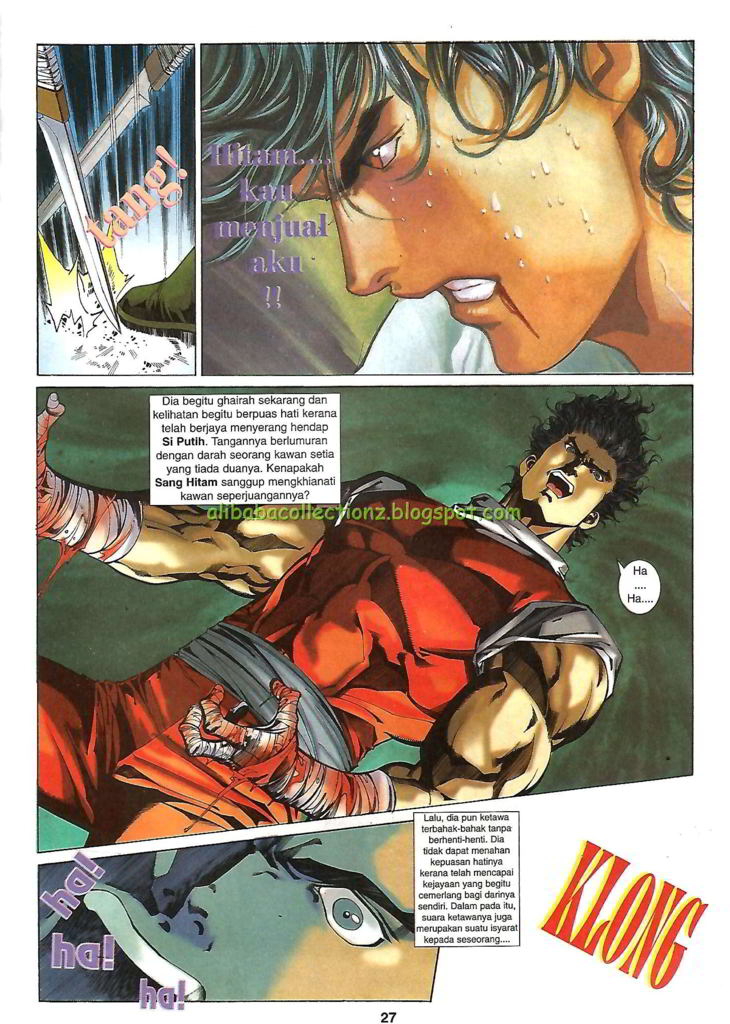 tang!
Hitam....
kau
menjual
aku
!!
Dia begitu ghairah sekarang dan
kelihatan begitu berpuas hati kerana
telah berjaya menyerang hendap
Si Putih. Tangannya berlumuran
dengan darah seorang kawan setia
yang tiada duanya. Kenapakah
Sang Hitam sanggup mengkhianati
kawan seperjuangannya?
alibabacollectionz.blogspot.com
Ha
....
Ha....
Lalu, dia pun ketawa
terbahak-bahak tanpa
berhenti-henti. Dia
tidak dapat menahan
kepuasan hatinya
kerana telah mencapai
kejayaan yang begitu
cemerlang bagi darinya
sendiri. Dalam pada itu,
suara ketawanya juga
merupakan suatu isyarat
kepada seseorang....
ha!
ha!
ha!
KLONG
27